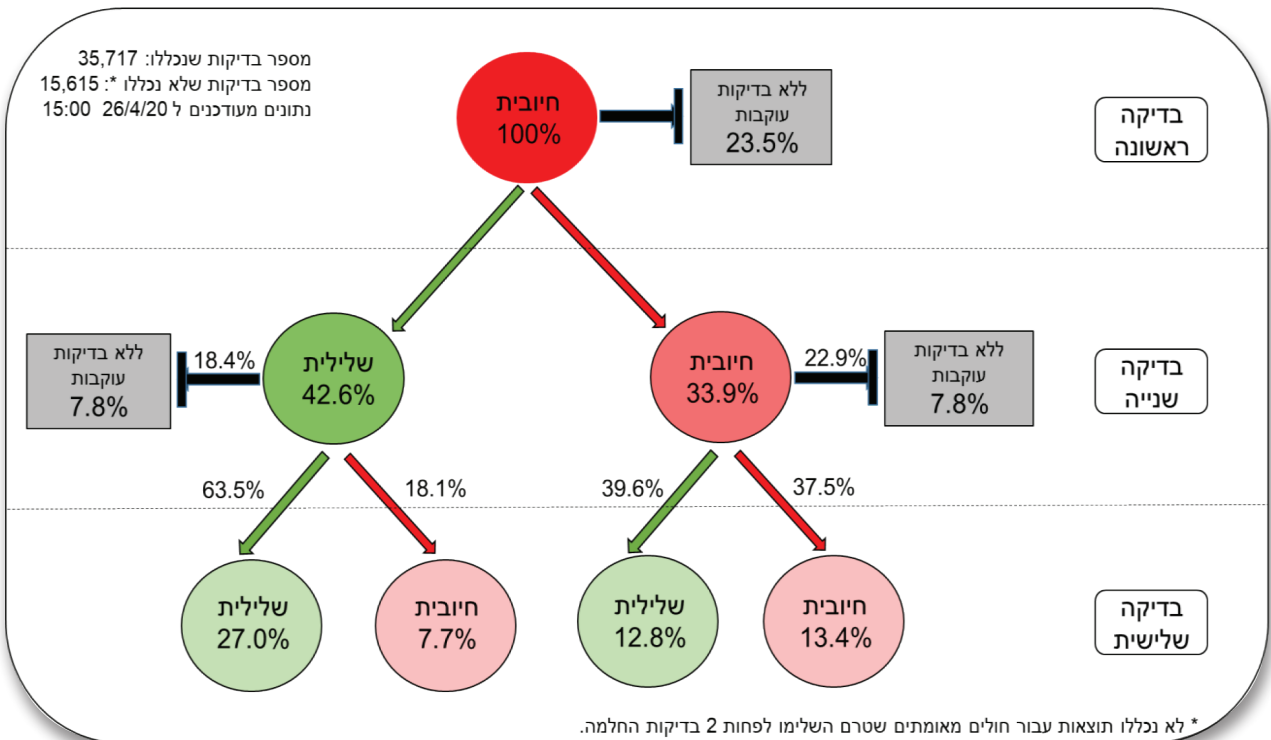 מספר בדיקות שנכללו: 35,717
מספר בדיקות שלא נכללו *: 15,615
נתונים מעודכנים ל 26/4/20 15:00
בדיקה
ראשונה
חיובית
100%
ללא בדיקות
עוקבות
23.5%
בדיקה
שנייה
ללא בדיקות
עוקבות
7.8%
22.9%
חיובית
33.9%
שלילית
42.6%
18.4%
ללא בדיקות
עוקבות
7.8%
37.5%
39.6%
18.1%
63.5%
בדיקה
שלישית
חיובית
13.4%
שלילית
12.8%
חיובית
7.7%
שלילית
27.0%
* לא נכללו תוצאות עבור חולים מאומתים שטרם השלימו לפחות 2 בדיקות החלמה.